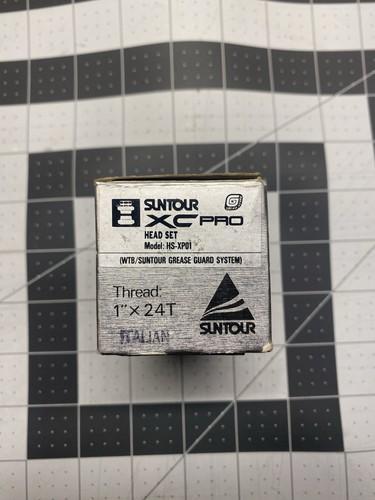 SUNTOUR
XC PRO
HEAD SET
Model: HS-XP01
(WTB/SUNTOUR GREASE GUARD SYSTEM)
Thread:
1"× 24T
ITALIAN
SUNTOUR